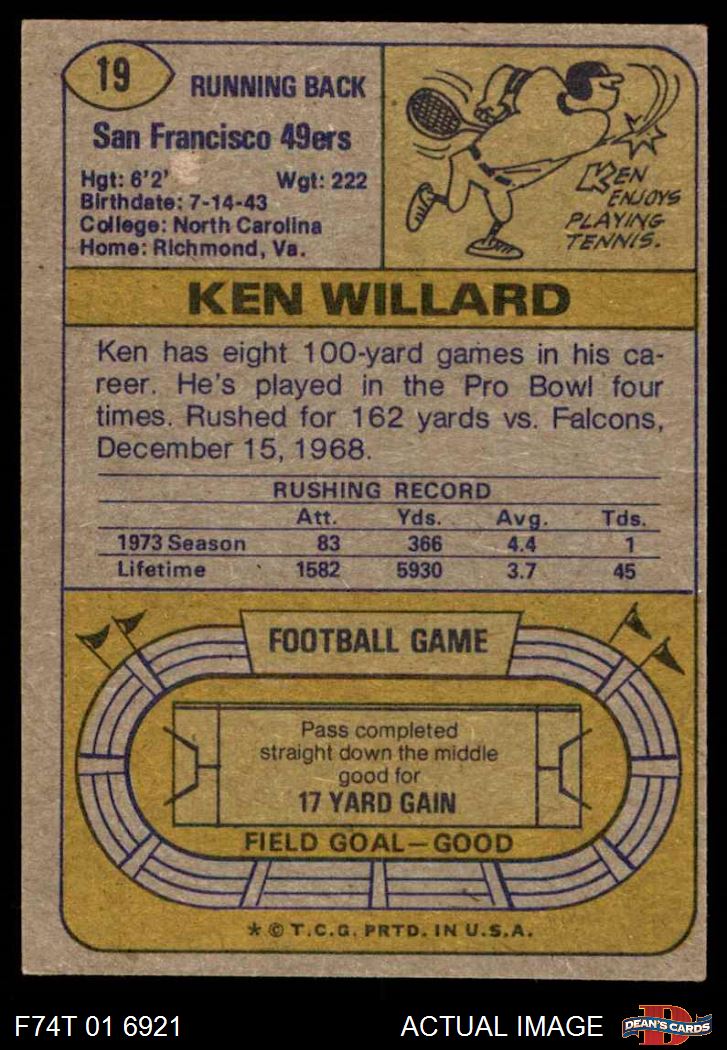 19
RUNNING BACK
San Francisco 49ers
Hgt: 6'2' Wgt: 222
Birthdate: 7-14-43
College: North Carolina
Home: Richmond, Va.
KEN
ENJOYS
PLAYING
TENNIS.
KEN WILLARD
Ken has eight 100-yard games in his ca-
reer. He's played in the Pro Bowl four
times. Rushed for 162 yards vs. Falcons,
December 15, 1968.
RUSHING RECORD
Att. Yds. Avg. Tds.
1973 Season 83 366 4.4 1
Lifetime 1582 5930 3.7 45
FOOTBALL GAME
Pass completed
straight down the middle
good for
17 YARD GAIN
FIELD GOAL—GOOD
* © T.C.G. PRTD. IN U.S.A.
F74T 01 6921 ACTUAL IMAGE
D
DEAN'S CARDS